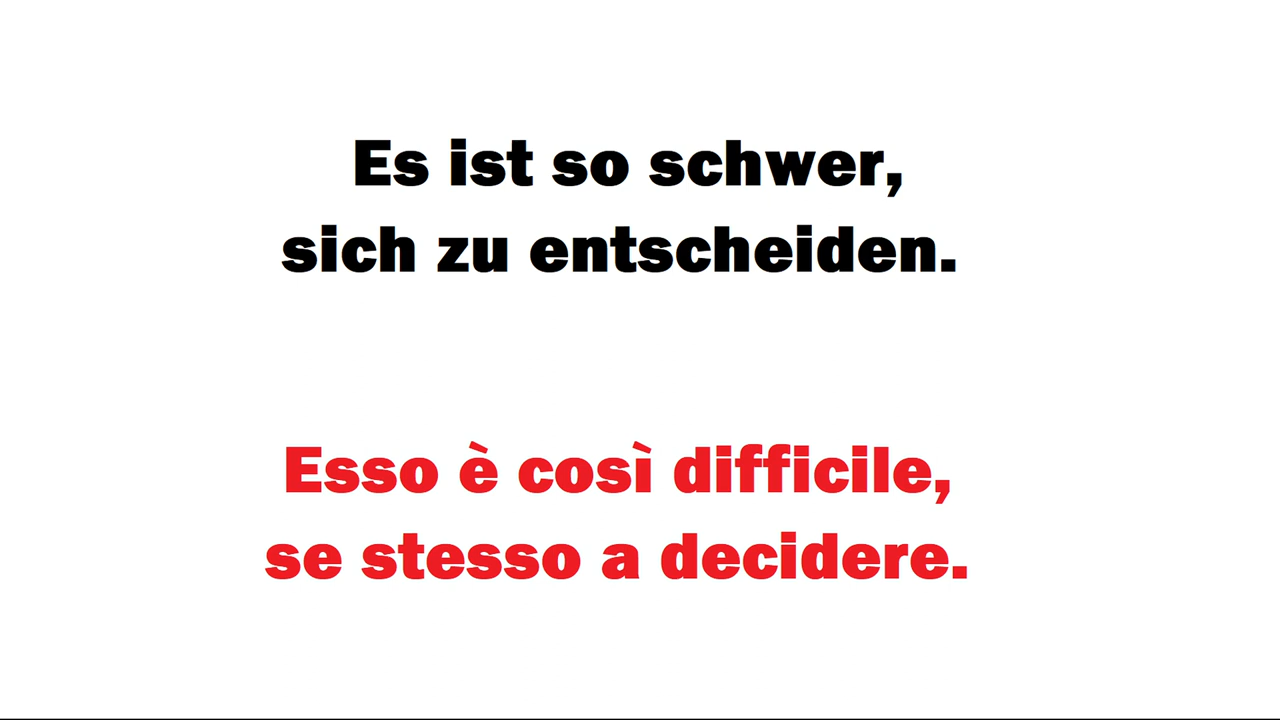 Es ist so schwer,
sich zu entscheiden.
Esso è così difficile,
se stesso a decidere.